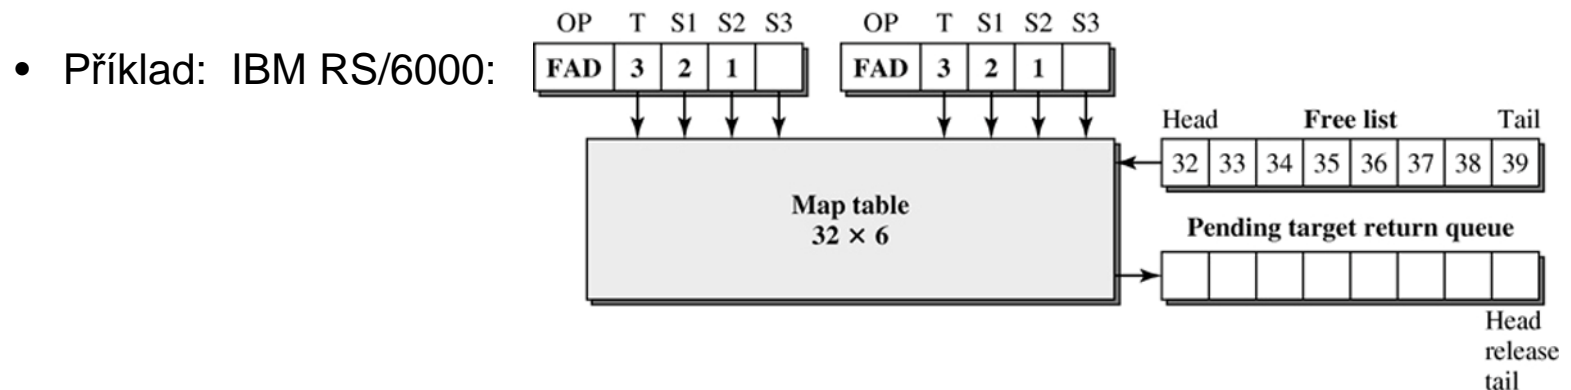 OP T S1 S2 S3 OP T S1 S2 S3
• Příklad: IBM RS/6000:
FAD 3 2 1 FAD 3 2 1
Head Free list Tail
32 33 34 35 36 37 38 39
Map table
32 × 6
Pending target return queue
Head
release
tail